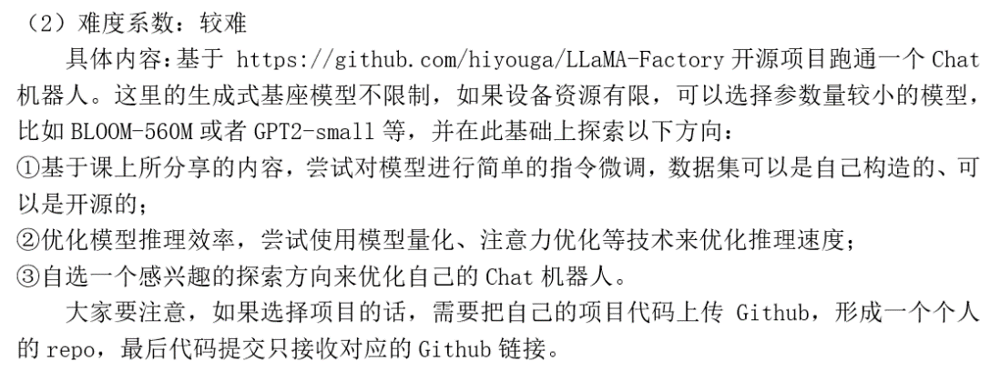 （2）难度系数：较难
具体内容：基于 https://github.com/hiyouga/LLaMA-Factory 开源项目跑通一个 Chat
机器人。这里的生成式基座模型不限制，如果设备资源有限，可以选择参数量较小的模型，
比如 BLOOM-560M 或者 GPT2-small 等，并在此基础上探索以下方向：
①基于课上所分享的内容，尝试对模型进行简单的指令微调，数据集可以是自己构造的、可
以是开源的；
②优化模型推理效率，尝试使用模型量化、注意力优化等技术来优化推理速度；
③自选一个感兴趣的探索方向来优化自己的 Chat 机器人。
大家要注意，如果选择项目的话，需要把自己的项目代码上传 Github，形成一个个人
的 repo，最后代码提交只接收对应的 Github 链接。